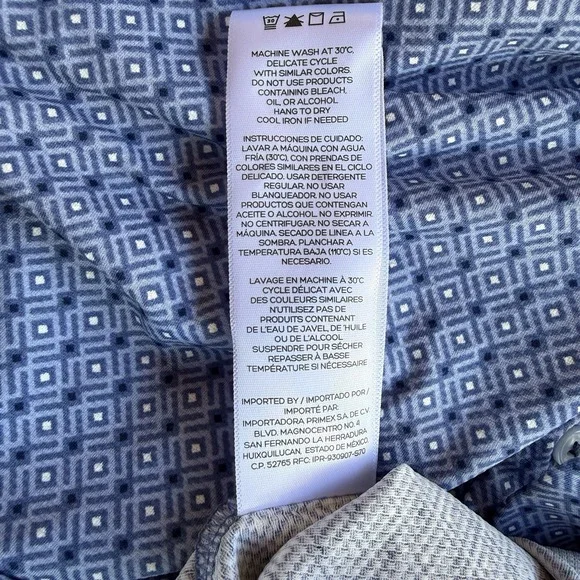 30
MACHINE WASH AT 30°C,
DELICATE CYCLE
WITH SIMILAR COLORS.
DO NOT USE PRODUCTS
CONTAINING BLEACH,
OIL, OR ALCOHOL
HANG TO DRY
COOL IRON IF NEEDED
INSTRUCCIONES DE CUIDADO:
LAVAR A MÁQUINA CON AGUA
FRÍA (30°C), CON PRENDAS DE
COLORES SIMILARES EN EL CICLO
DELICADO. USAR DETERGENTE
REGULAR. NO USAR
BLANQUEADOR. NO USAR
PRODUCTOS QUE CONTENGAN
ACEITE O ALCOHOL. NO EXPRIMIR.
NO CENTRIFUGAR. NO SECAR A
MÁQUINA. SECADO DE LINEA A LA
SOMBRA. PLANCHAR A
TEMPERATURA BAJA (110°C) SI ES
NECESARIO.
LAVAGE EN MACHINE À 30°C
CYCLE DÉLICAT AVEC
DES COULEURS SIMILAIRES
N'UTILISEZ PAS DE
PRODUITS CONTENANT
DE L'EAU DE JAVEL, DE 'HUILE
OU DE L'ALCOOL
SUSPENDRE POUR SÉCHER
REPASSER À BASSE
TEMPÉRATURE SI NÉCESSAIRE
IMPORTED BY / IMPORTADO POR /
IMPORTÉ PAR:
IMPORTADORA PRIMEX S.A. DE C.V
BLVD. MAGNOCENTRO NO. 4
SAN FERNANDO LA HERRADURA
HUIXQUILUCAN, ESTADO DE MÉXICO.
C.P. 52765 RFC: IPR-930907-S70